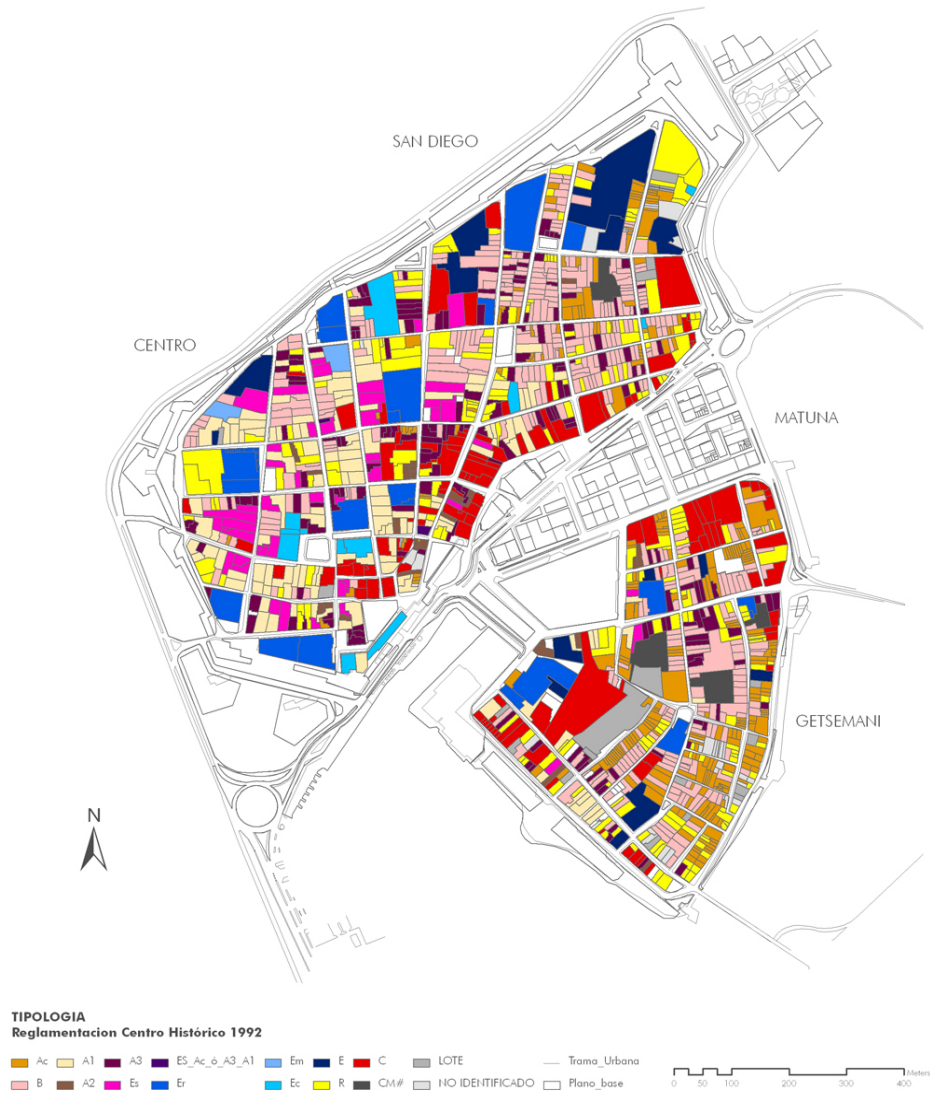 SAN DIEGO
CENTRO
MATUNA
GETSEMANI
N
TIPOLOGIA
Reglamentacion Centro Histórico 1992
Ac A1 A3 ES_Ac_ó_A3_A1 Em E C LOTE Trama_Urbana
B A2 Es Er Ec R CM# NO IDENTIFICADO Plano_base
Meters
0 50 100 200 300 400